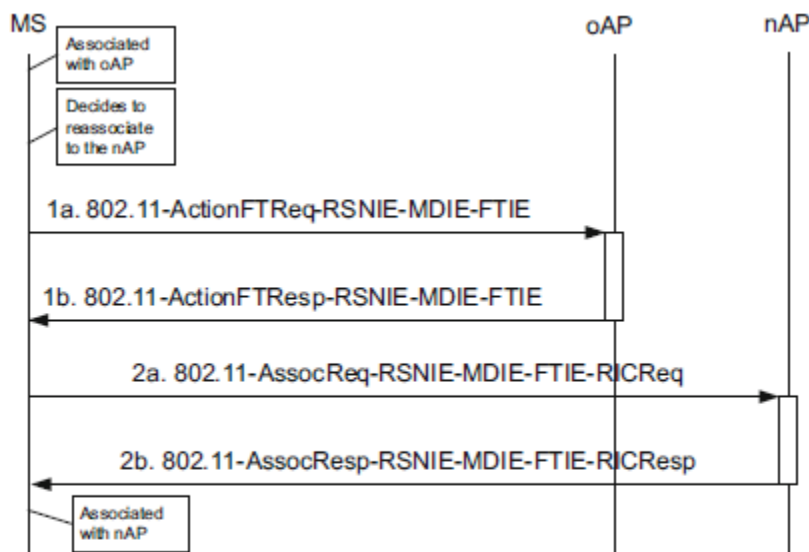 MS
oAP
nAP
Associated
with oAP
Decides to
reassociate
to the nAP
1a. 802.11-ActionFTReq-RSNIE-MDIE-FTIE
1b. 802.11-ActionFTResp-RSNIE-MDIE-FTIE
2a. 802.11-AssocReq-RSNIE-MDIE-FTIE-RICReq
2b. 802.11-AssocResp-RSNIE-MDIE-FTIE-RICResp
Associated
with nAP